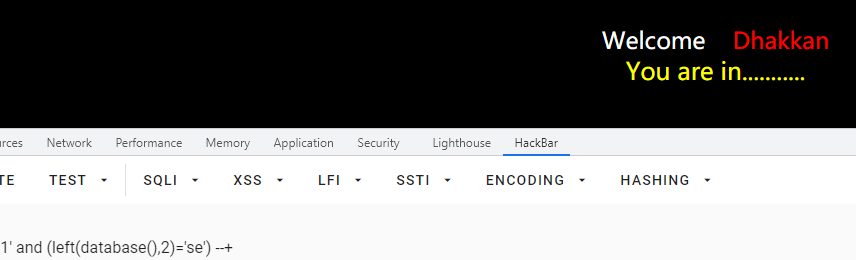 Welcome Dhakkan
You are in...........
rces Network Performance Memory Application Security Lighthouse HackBar
TE TEST SQLI XSS LFI SSTI ENCODING HASHING
1' and (left(database(),2)='se') --+